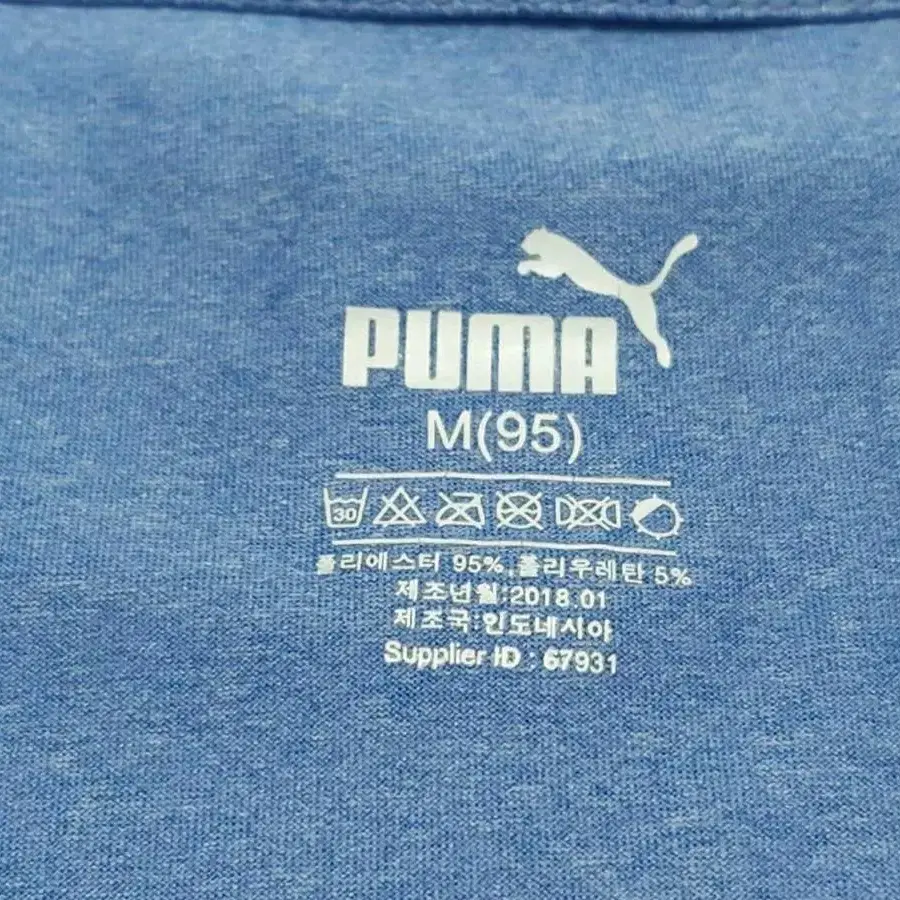 PUMA
M(95)
30
폴리에스터 95%,폴리우레탄 5%
제조년월:2018.01
제조국:인도네시아
Supplier ID : 67931